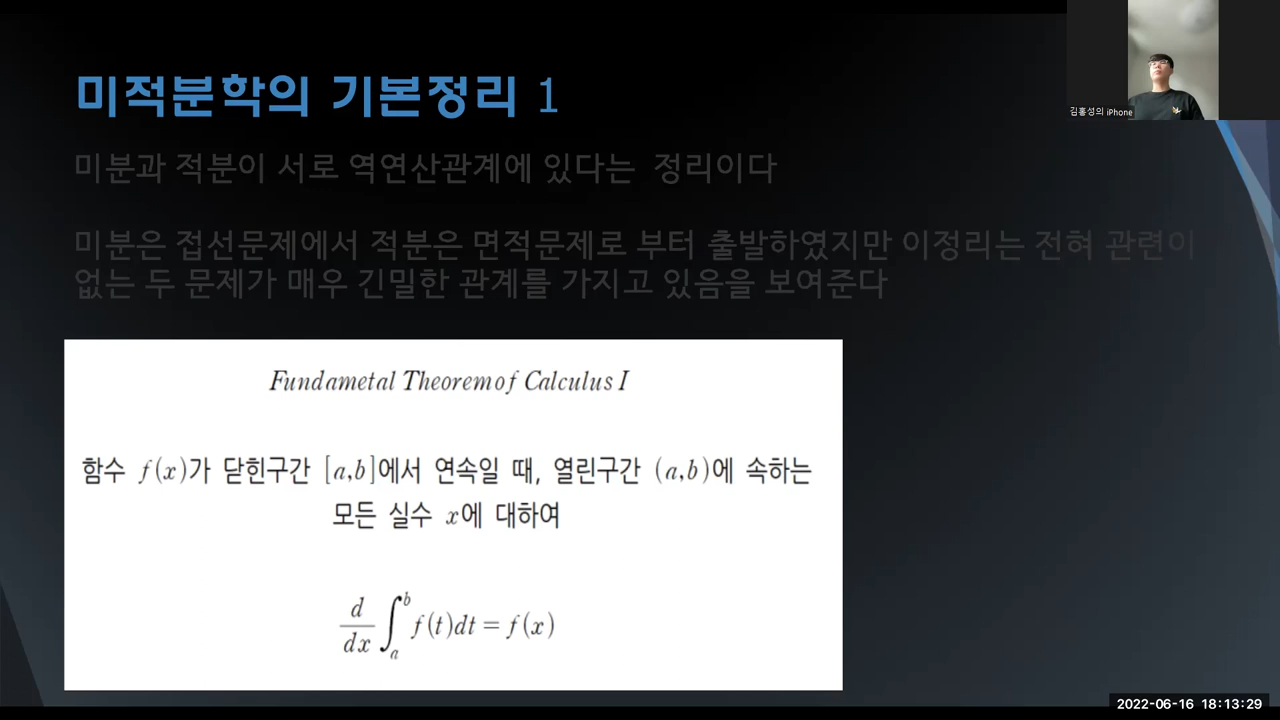 미적분학의 기본정리 1
김홍성의 iPhone
미분과 적분이 서로 역연산관계에 있다는 정리이다
미분은 접선문제에서 적분은 면적문제로 부터 출발하였지만 이정리는 전혀 관련이
없는 두 문제가 매우 긴밀한 관계를 가지고 있음을 보여준다
Fundametal Theorem of Calculus I
함수 f(x)가 닫힌구간 [a,b]에서 연속일 때, 열린구간 (a,b)에 속하는
모든 실수 x에 대하여
d/dx ∫_a^b f(t)dt = f(x)
2022-06-16 18:13:29